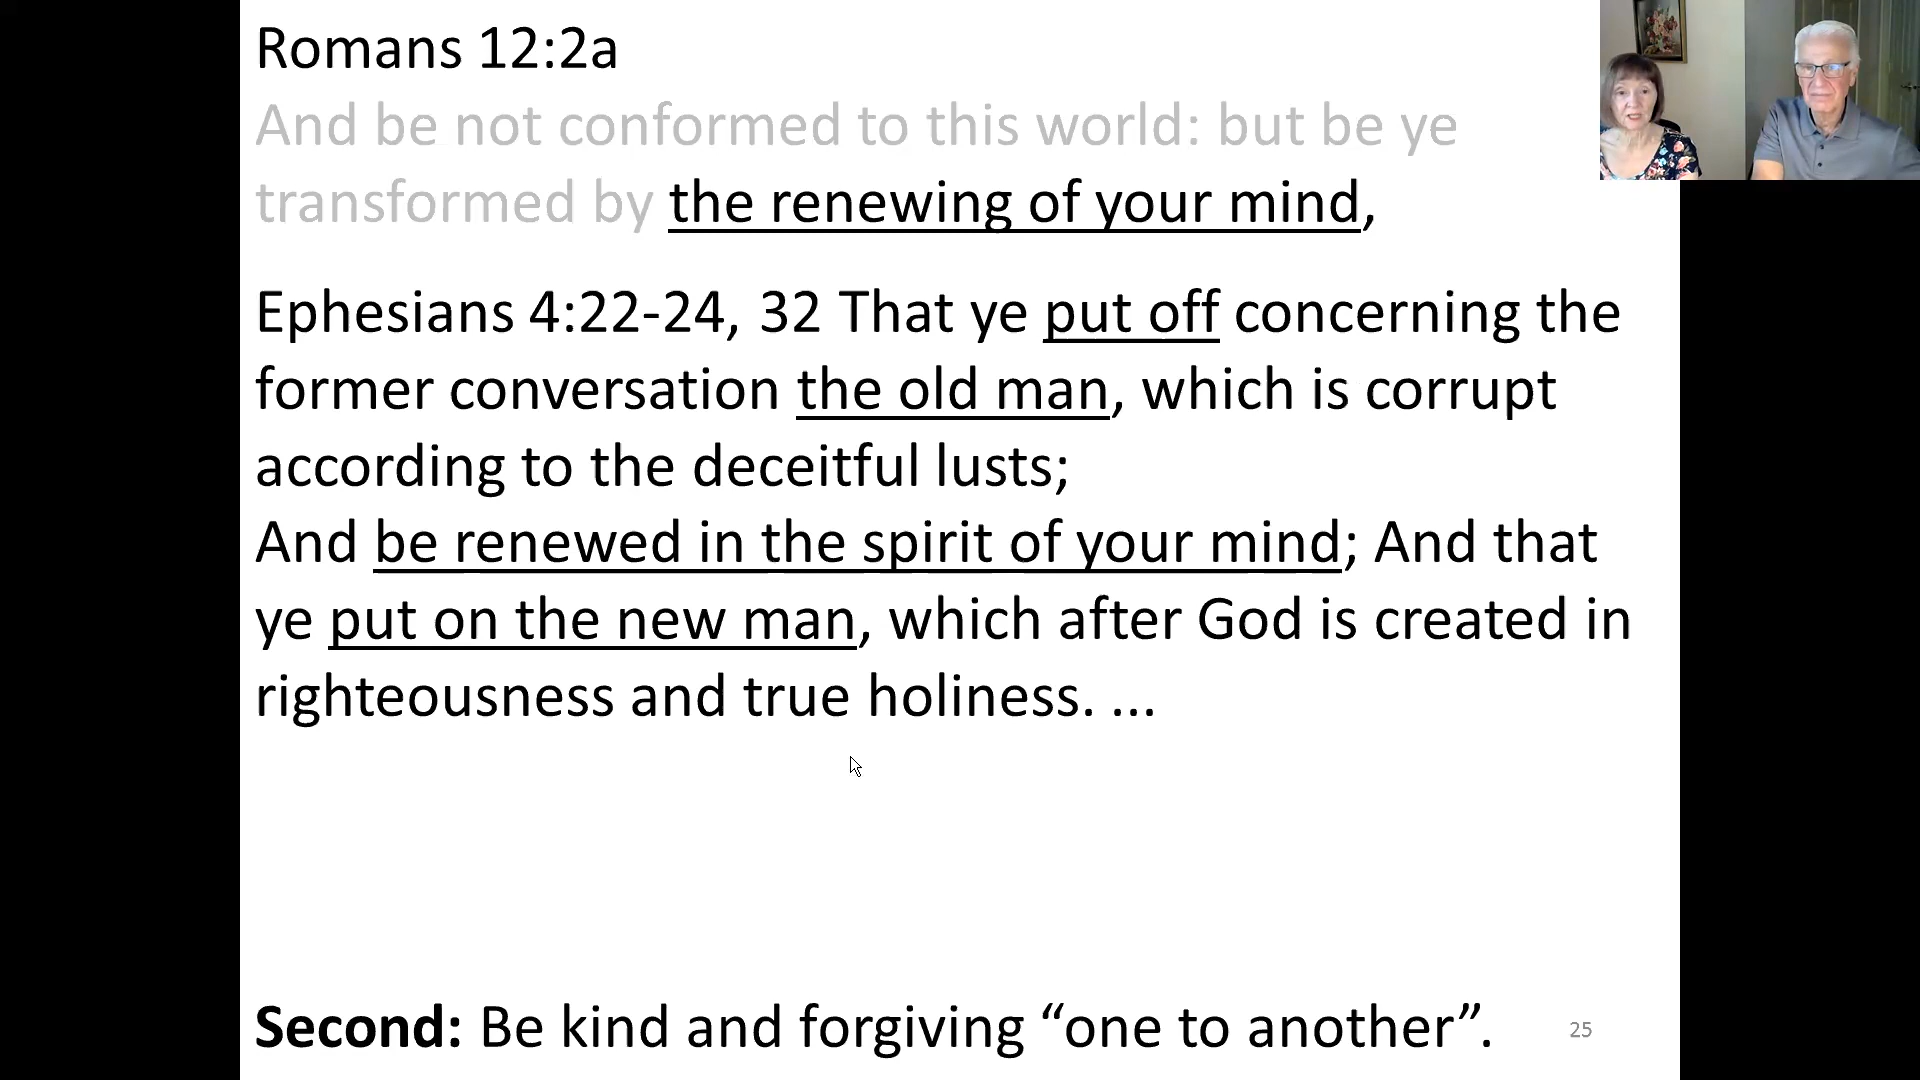 Romans 12:2a
And be not conformed to this world: but be ye
transformed by the renewing of your mind,
Ephesians 4:22-24, 32 That ye put off concerning the
former conversation the old man, which is corrupt
according to the deceitful lusts;
And be renewed in the spirit of your mind; And that
ye put on the new man, which after God is created in
righteousness and true holiness. ...
Second: Be kind and forgiving “one to another”.
25